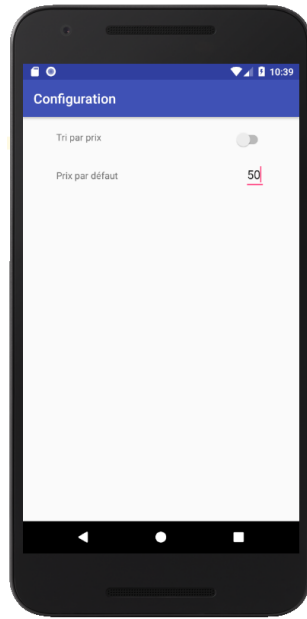 10:39
Configuration
Tri par prix
Prix par défaut
50